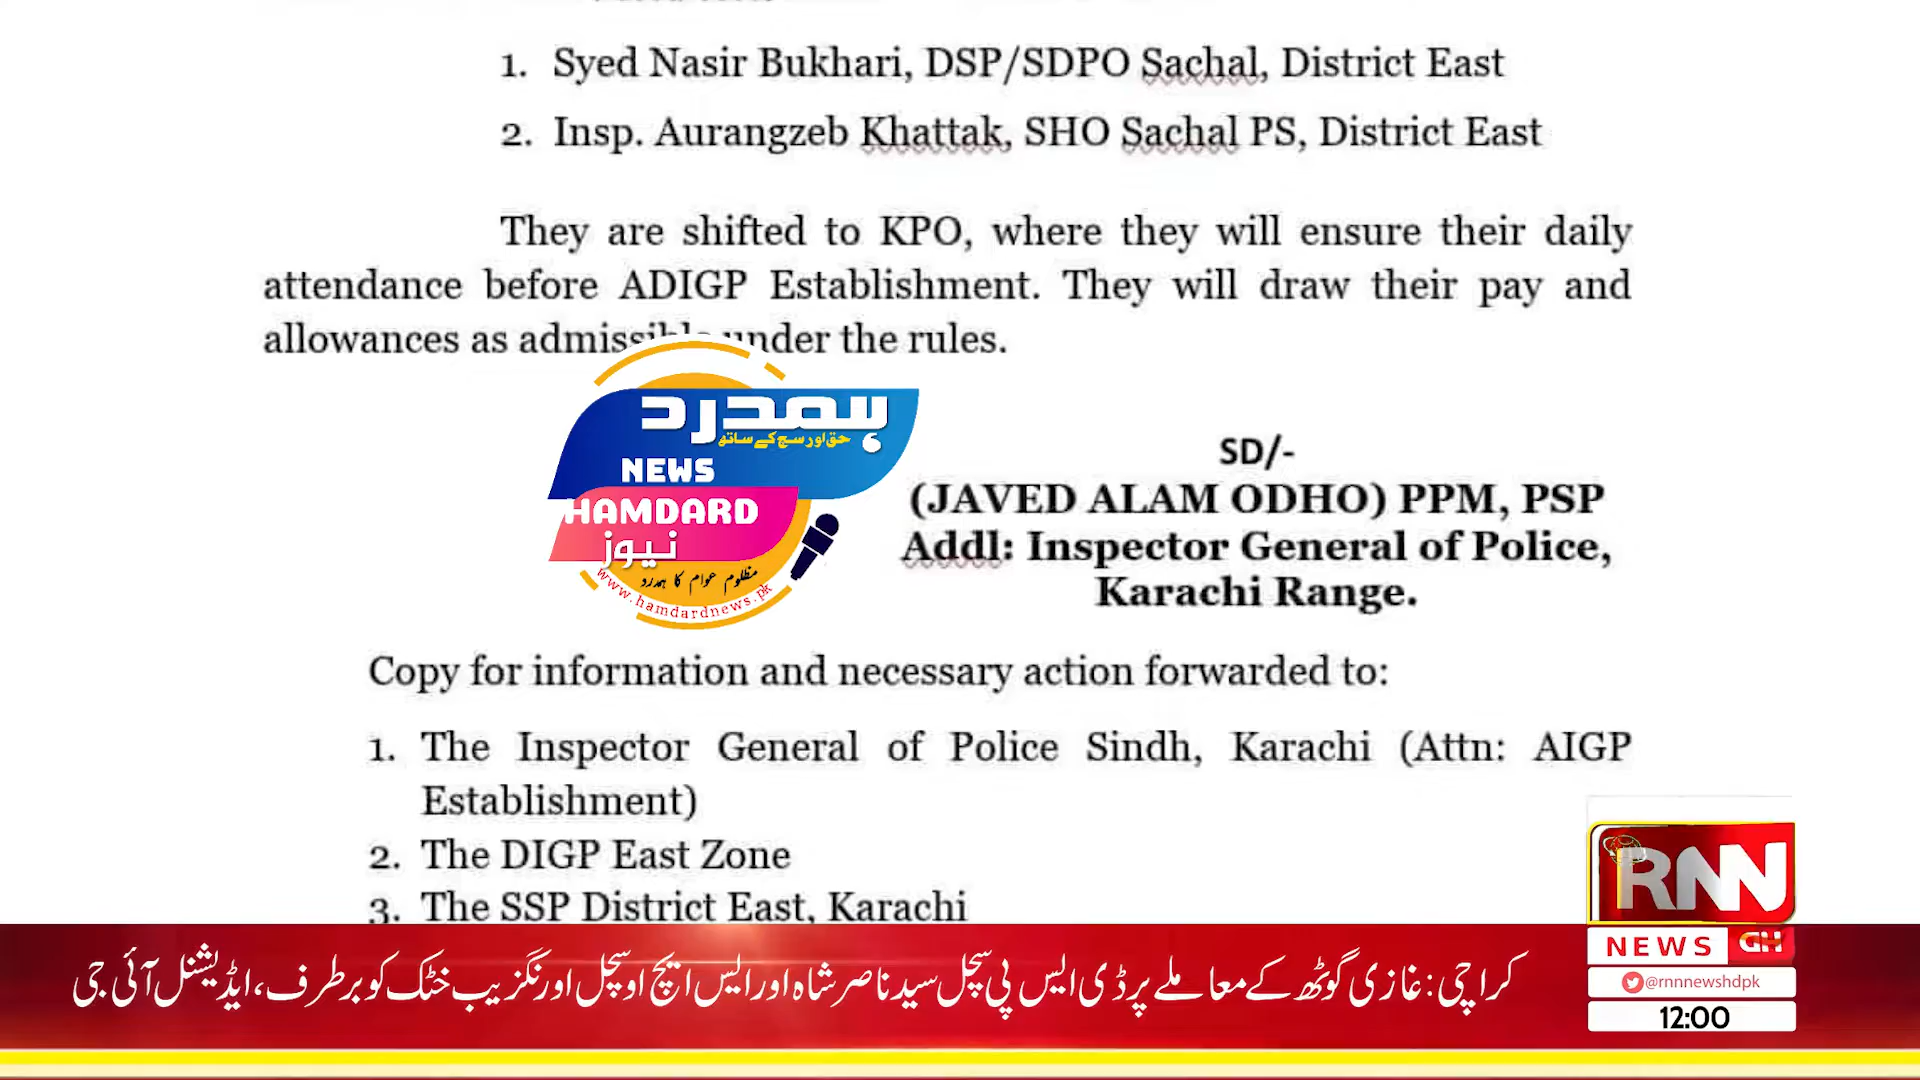 1. Syed Nasir Bukhari, DSP/SDPO Sachal, District East
2. Insp. Aurangzeb Khattak, SHO Sachal PS, District East
They are shifted to KPO, where they will ensure their daily
attendance before ADIGP Establishment. They will draw their pay and
allowances as admissible under the rules.
ہمدرد
حق اور سچ کے ساتھ
NEWS
HAMDARD
نیوز
مظلوم عوام کا ہمدرد
www.hamdardnews.pk
SD/-
(JAVED ALAM ODHO) PPM, PSP
Addl: Inspector General of Police,
Karachi Range.
Copy for information and necessary action forwarded to:
1. The Inspector General of Police Sindh, Karachi (Attn: AIGP
Establishment)
2. The DIGP East Zone
3. The SSP District East, Karachi
RNN
NEWS
@rnnnewshdpk
12:00
کراچی: غازی گوٹھ کے معاملے پر ڈی ایس پی سچل سید ناصر شاہ اور ایس ایچ او سچل اورنگزیب خٹک کو برطرف، ایڈیشنل آئی جی